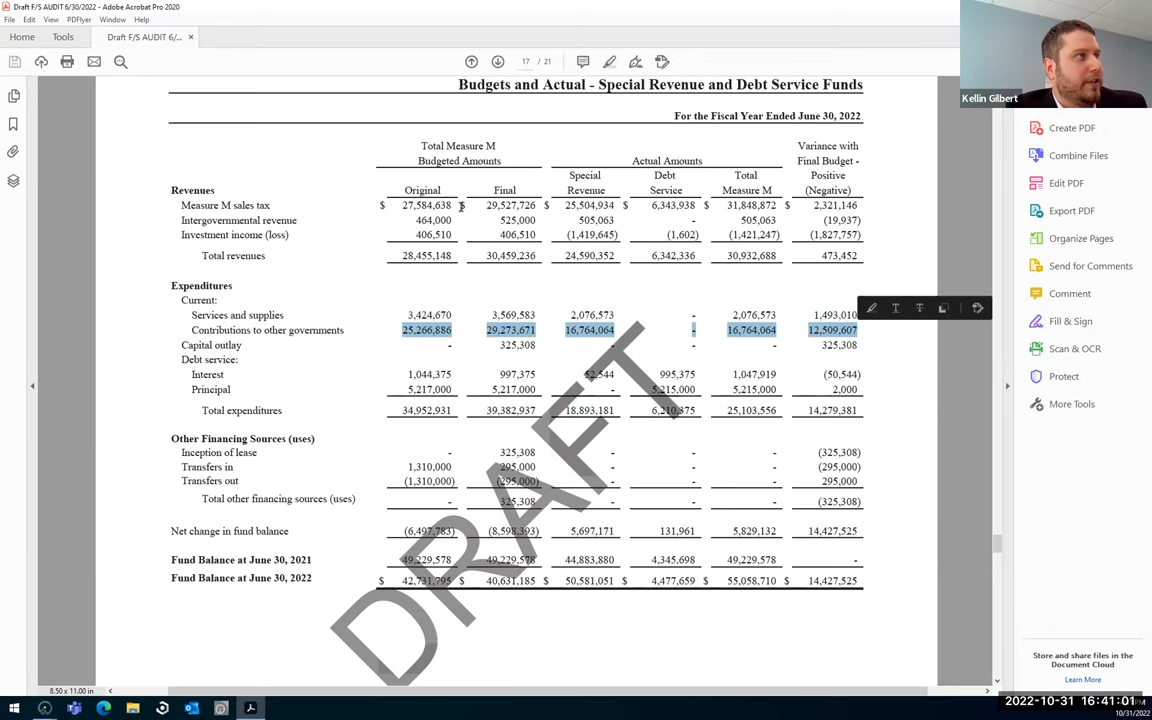 Draft F/S AUDIT 6/30/2022 - Adobe Acrobat Pro 2020
File Edit View PDFlyer Window Help
Home Tools Draft F/S AUDIT 6/... ×
17 / 21
Kellin Gilbert
Budgets and Actual - Special Revenue and Debt Service Funds
For the Fiscal Year Ended June 30, 2022
Total Measure M Variance with
Budgeted Amounts Actual Amounts Final Budget -
Special Debt Total Positive
Revenues Original Final Revenue Service Measure M (Negative)
Measure M sales tax $ 27,584,638 $ 29,527,726 $ 25,504,934 $ 6,343,938 $ 31,848,872 $ 2,321,146
Intergovernmental revenue 464,000 525,000 505,063 - 505,063 (19,937)
Investment income (loss) 406,510 406,510 (1,419,645) (1,602) (1,421,247) (1,827,757)
Total revenues 28,455,148 30,459,236 24,590,352 6,342,336 30,932,688 473,452
Expenditures
Current:
Services and supplies 3,424,670 3,569,583 2,076,573 - 2,076,573 1,493,010
Contributions to other governments 25,266,886 29,273,671 16,764,064 - 16,764,064 12,509,607
Capital outlay - 325,308 - - - 325,308
Debt service:
Interest 1,044,375 997,375 52,544 995,375 1,047,919 (50,544)
Principal 5,217,000 5,217,000 - 5,215,000 5,215,000 2,000
Total expenditures 34,952,931 39,382,937 18,893,181 6,210,375 25,103,556 14,279,381
Other Financing Sources (uses)
Inception of lease - 325,308 - - - (325,308)
Transfers in 1,310,000 295,000 - - - (295,000)
Transfers out (1,310,000) (295,000) - - - 295,000
Total other financing sources (uses) - 325,308 - - - (325,308)
Net change in fund balance (6,497,783) (8,598,393) 5,697,171 131,961 5,829,132 14,427,525
Fund Balance at June 30, 2021 49,229,578 49,229,578 44,883,880 4,345,698 49,229,578 -
Fund Balance at June 30, 2022 $ 42,731,795 $ 40,631,185 $ 50,581,051 $ 4,477,659 $ 55,058,710 $ 14,427,525
DRAFT
Create PDF
Combine Files
Edit PDF
Export PDF
Organize Pages
Send for Comments
Comment
Fill & Sign
Scan & OCR
Protect
More Tools
Store and share files in the
Document Cloud
Learn More
8.50 x 11.00 in
2022-10-31 16:41:01
10/31/2022